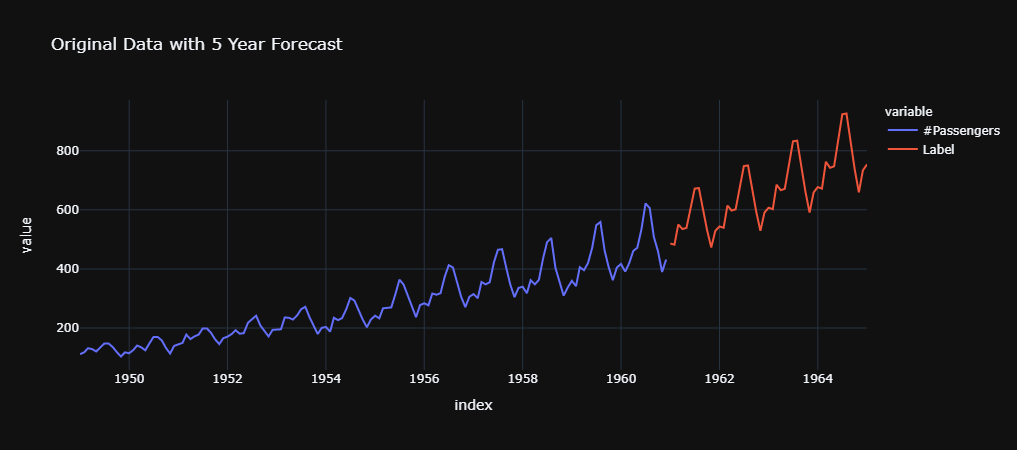 Original Data with 5 Year Forecast
variable
#Passengers
Label
value
800
600
400
200
1950 1952 1954 1956 1958 1960 1962 1964
index